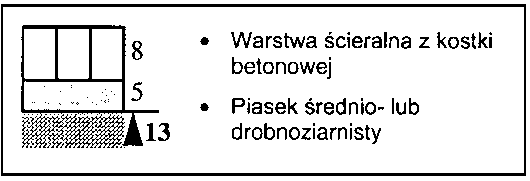 8
5
13
• Warstwa ścieralna z kostki
betonowej
• Piasek średnio- lub
drobnoziarnisty